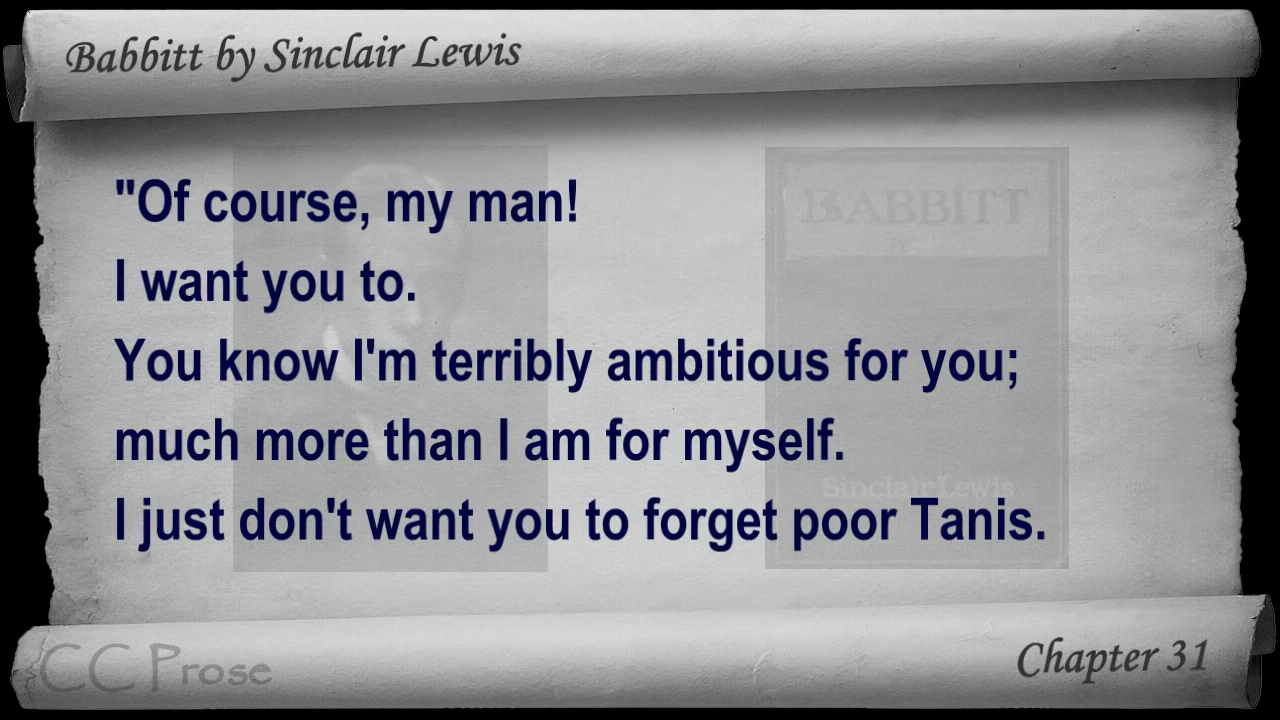 Babbitt by Sinclair Lewis
BABBITT
"Of course, my man!
I want you to.
You know I'm terribly ambitious for you;
much more than I am for myself.
Sinclair Lewis
I just don't want you to forget poor Tanis.
CC Prose
Chapter 31